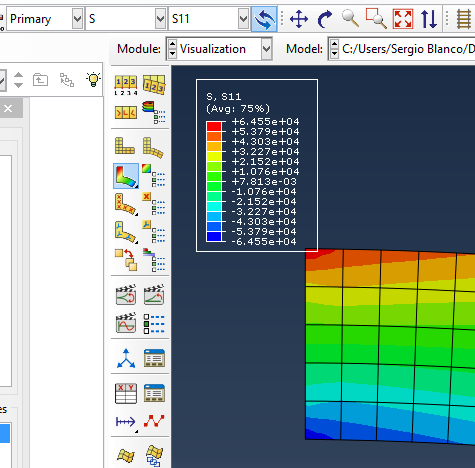 Primary S S11
Module: Visualization Model: C:/Users/Sergio Blanco/D
S, S11
(Avg: 75%)
+6.455e+04
+5.379e+04
+4.303e+04
+3.227e+04
+2.152e+04
+1.076e+04
+7.813e-03
-1.076e+04
-2.152e+04
-3.227e+04
-4.303e+04
-5.379e+04
-6.455e+04
es